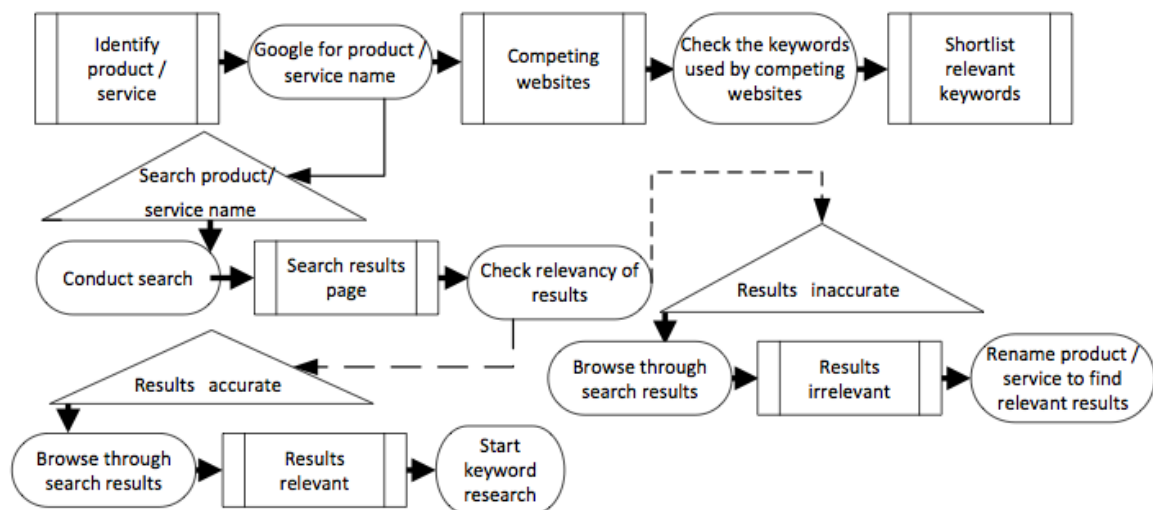 Identify
product /
service
Google for product /
service name
Competing
websites
Check the keywords
used by competing
websites
Shortlist
relevant
keywords
Search product/
service name
Conduct search
Search results
page
Check relevancy of
results
Results inaccurate
Results accurate
Browse through
search results
Results
irrelevant
Rename product /
service to find
relevant results
Browse through
search results
Results
relevant
Start
keyword
research